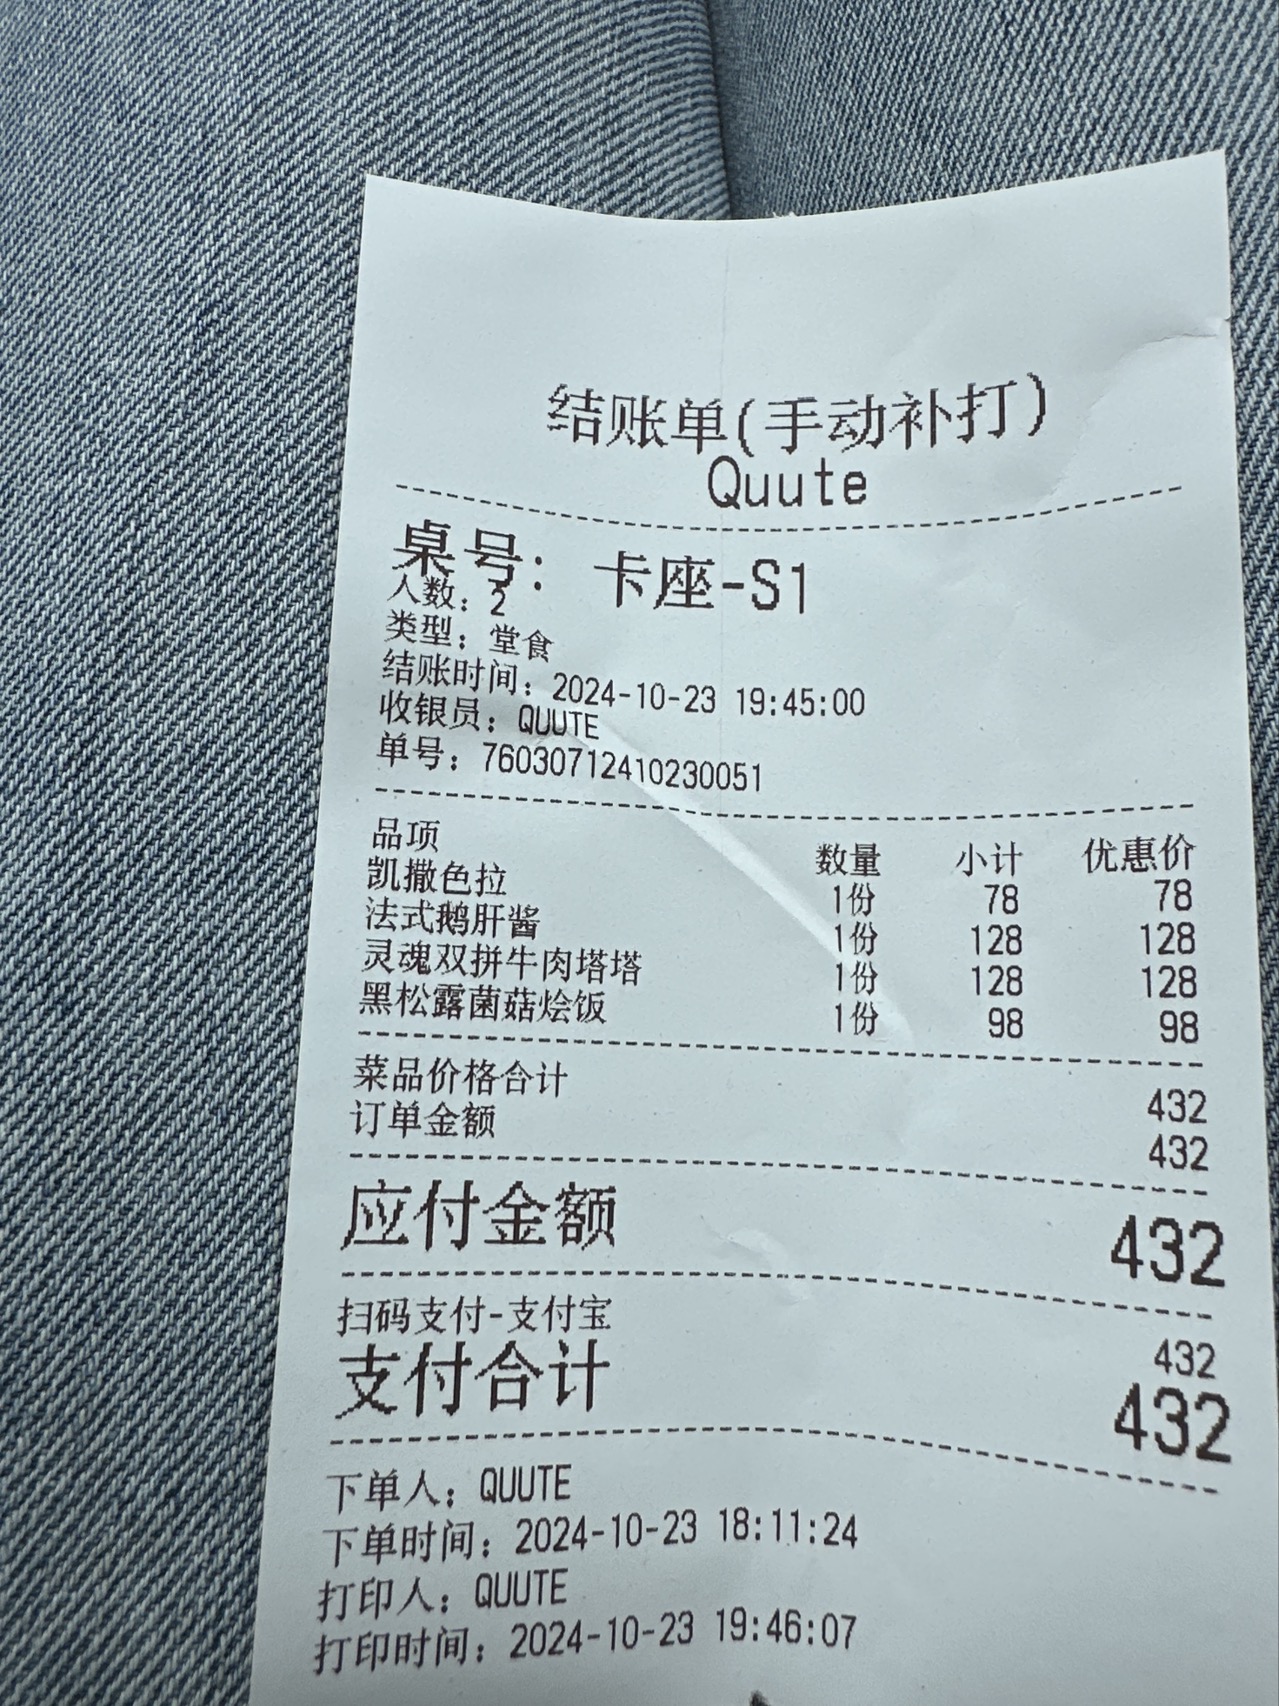 结账单(手动补打)
Quute
桌号: 卡座-S1
人数: 2
类型: 堂食
结账时间: 2024-10-23 19:45:00
收银员: QUUTE
单号: 76030712410230051
品项 数量 小计 优惠价
凯撒色拉 1份 78 78
法式鹅肝酱 1份 128 128
灵魂双拼牛肉塔塔 1份 128 128
黑松露菌菇烩饭 1份 98 98
菜品价格合计 432
订单金额 432
应付金额 432
扫码支付-支付宝 432
支付合计 432
下单人: QUUTE
下单时间: 2024-10-23 18:11:24
打印人: QUUTE
打印时间: 2024-10-23 19:46:07